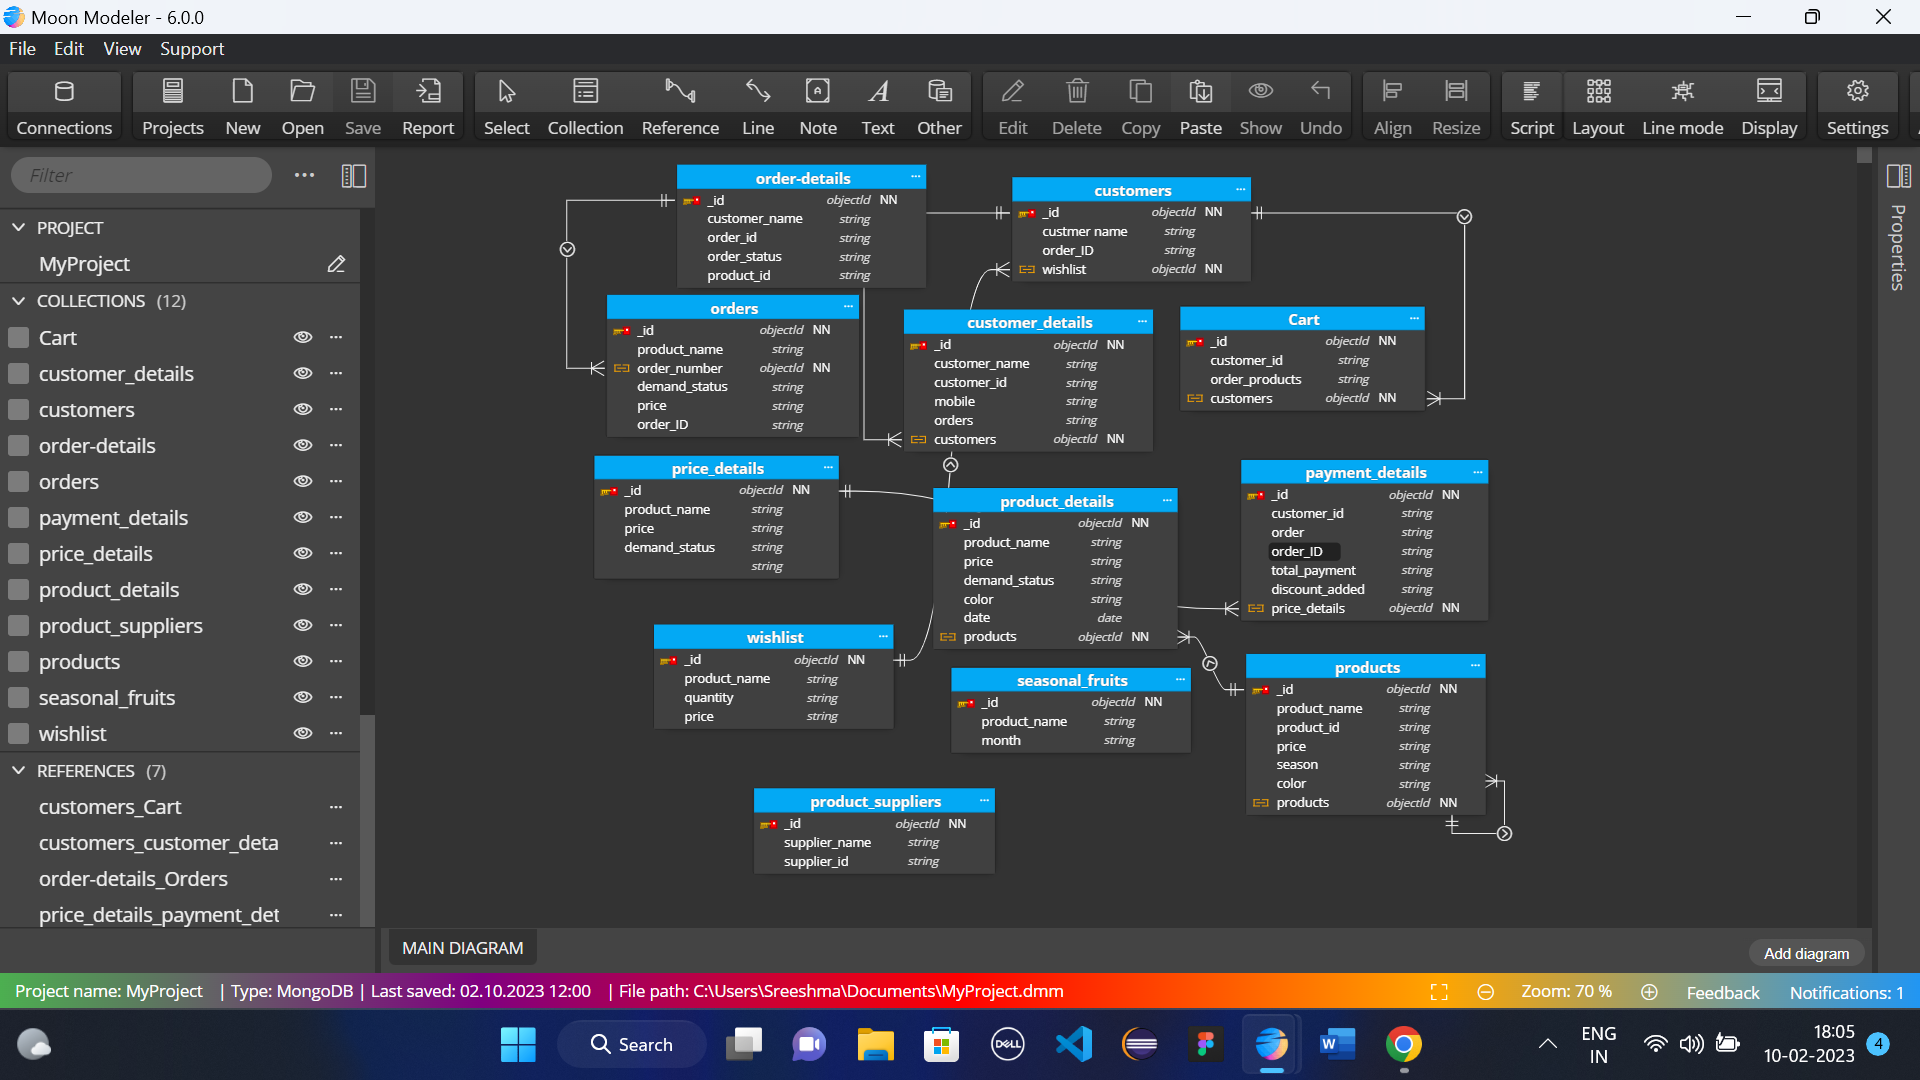 Moon Modeler - 6.0.0
File Edit View Support
Connections Projects New Open Save Report Select Collection Reference Line Note Text Other Edit Delete Copy Paste Show Undo Align Resize Script Layout Line mode Display Settings
Filter
PROJECT
MyProject
COLLECTIONS (12)
Cart
customer_details
customers
order-details
orders
payment_details
price_details
product_details
product_suppliers
products
seasonal_fruits
wishlist
REFERENCES (7)
customers_Cart
customers_customer_deta
order-details_Orders
price_details_payment_det
order-details
_id objectId NN
customer_name string
order_id string
order_status string
product_id string
customers
_id objectId NN
custmer name string
order_ID string
wishlist objectId NN
orders
_id objectId NN
product_name string
order_number objectId NN
demand_status string
price string
order_ID string
customer_details
_id objectId NN
customer_name string
customer_id string
mobile string
orders string
customers objectId NN
Cart
_id objectId NN
customer_id string
order_products string
customers objectId NN
price_details
_id objectId NN
product_name string
price string
demand_status string
string
product_details
_id objectId NN
product_name string
price string
demand_status string
color string
date date
products objectId NN
payment_details
_id objectId NN
customer_id string
order string
order_ID string
total_payment string
discount_added string
price_details objectId NN
wishlist
_id objectId NN
product_name string
quantity string
price string
seasonal_fruits
_id objectId NN
product_name string
month string
products
_id objectId NN
product_name string
product_id string
price string
season string
color string
products objectId NN
product_suppliers
_id objectId NN
supplier_name string
supplier_id string
Properties
MAIN DIAGRAM
Add diagram
Project name: MyProject | Type: MongoDB | Last saved: 02.10.2023 12:00 | File path: C:\Users\Sreeshma\Documents\MyProject.dmm Zoom: 70 % Feedback Notifications: 1
Search
DELL
W
ENG
IN
18:05
10-02-2023
4